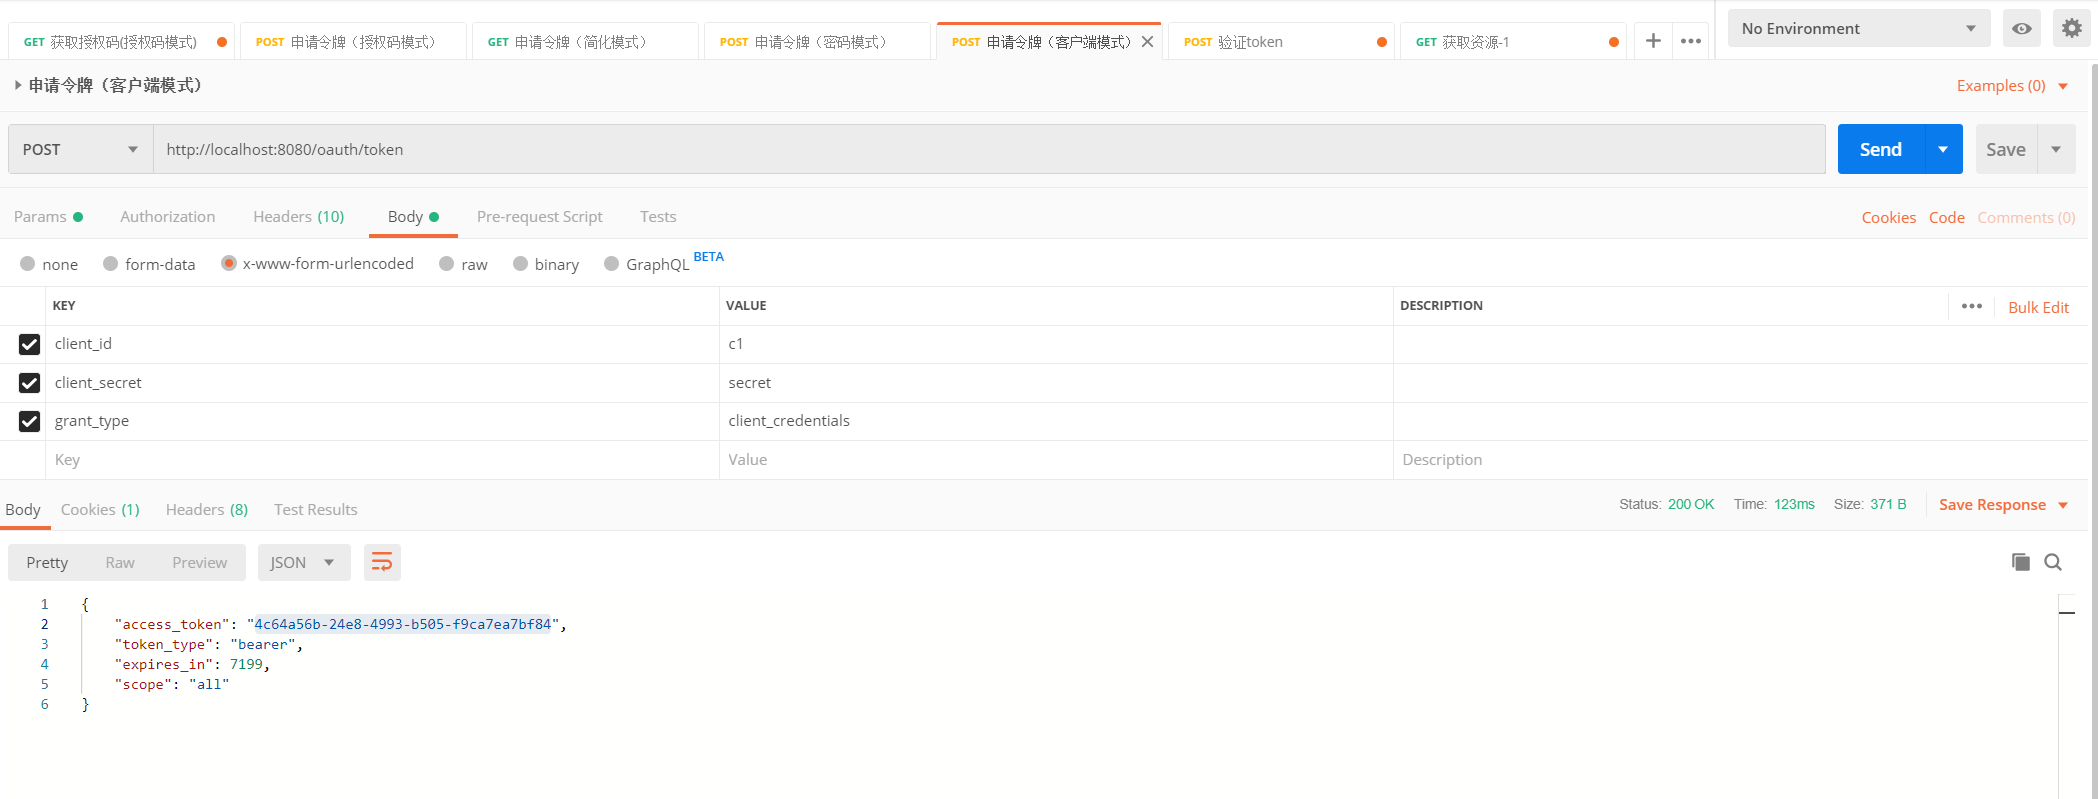 GET 获取授权码(授权码模式) POST 申请令牌（授权码模式） GET 申请令牌（简化模式） POST 申请令牌（密码模式） POST 申请令牌（客户端模式） POST 验证token GET 获取资源-1 No Environment
申请令牌（客户端模式） Examples (0)
POST http://localhost:8080/oauth/token Send Save
Params Authorization Headers (10) Body Pre-request Script Tests Cookies Code Comments (0)
none form-data x-www-form-urlencoded raw binary GraphQL BETA
KEY VALUE DESCRIPTION Bulk Edit
client_id c1
client_secret secret
grant_type client_credentials
Key Value Description
Body Cookies (1) Headers (8) Test Results Status: 200 OK Time: 123ms Size: 371 B Save Response
Pretty Raw Preview JSON
1 {
2 "access_token": "4c64a56b-24e8-4993-b505-f9ca7ea7bf84",
3 "token_type": "bearer",
4 "expires_in": 7199,
5 "scope": "all"
6 }